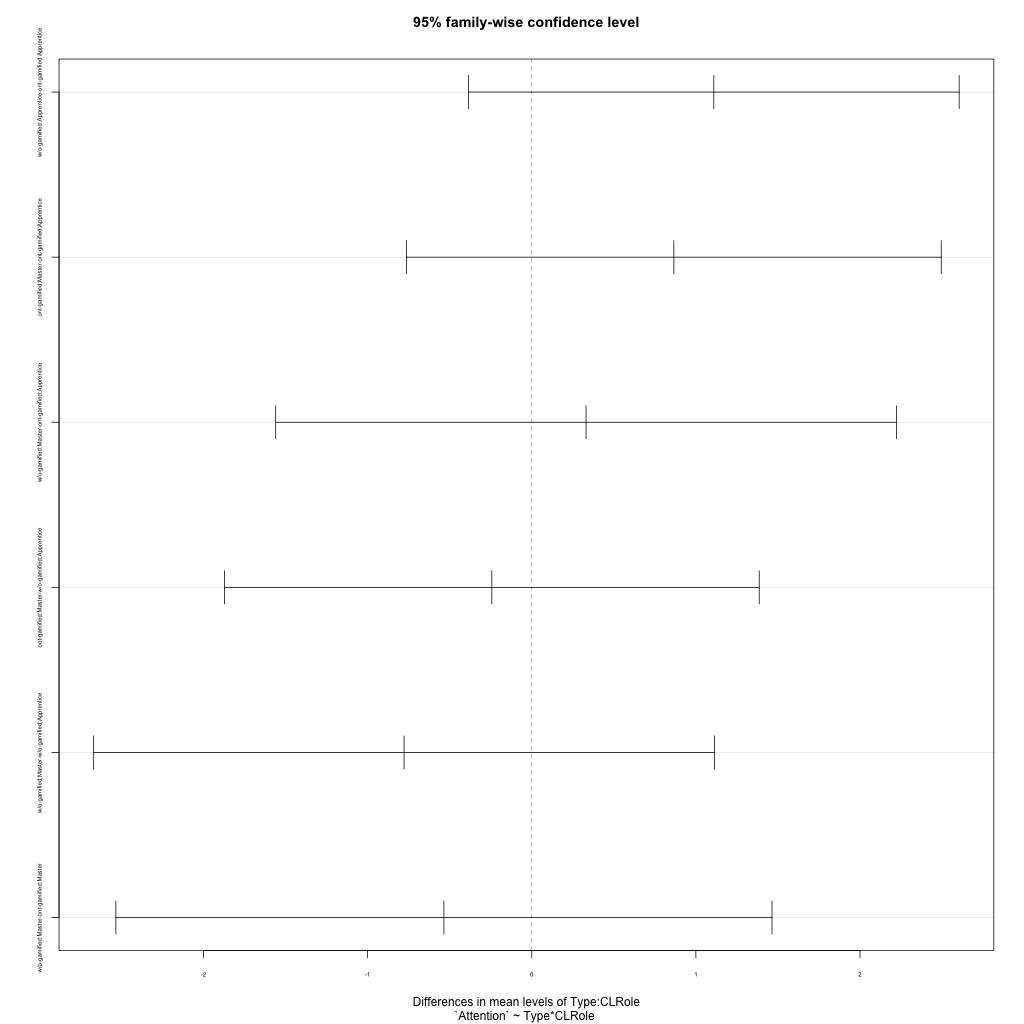 95% family-wise confidence level
w/o-gamified:Apprentice-ont-gamified:Apprentice
ont-gamified:Master-ont-gamified:Apprentice
w/o-gamified:Master-ont-gamified:Apprentice
ont-gamified:Master-w/o-gamified:Apprentice
w/o-gamified:Master-w/o-gamified:Apprentice
w/o-gamified:Master-ont-gamified:Master
-2 -1 0 1 2
Differences in mean levels of Type:CLRole
`Attention` ~ Type*CLRole